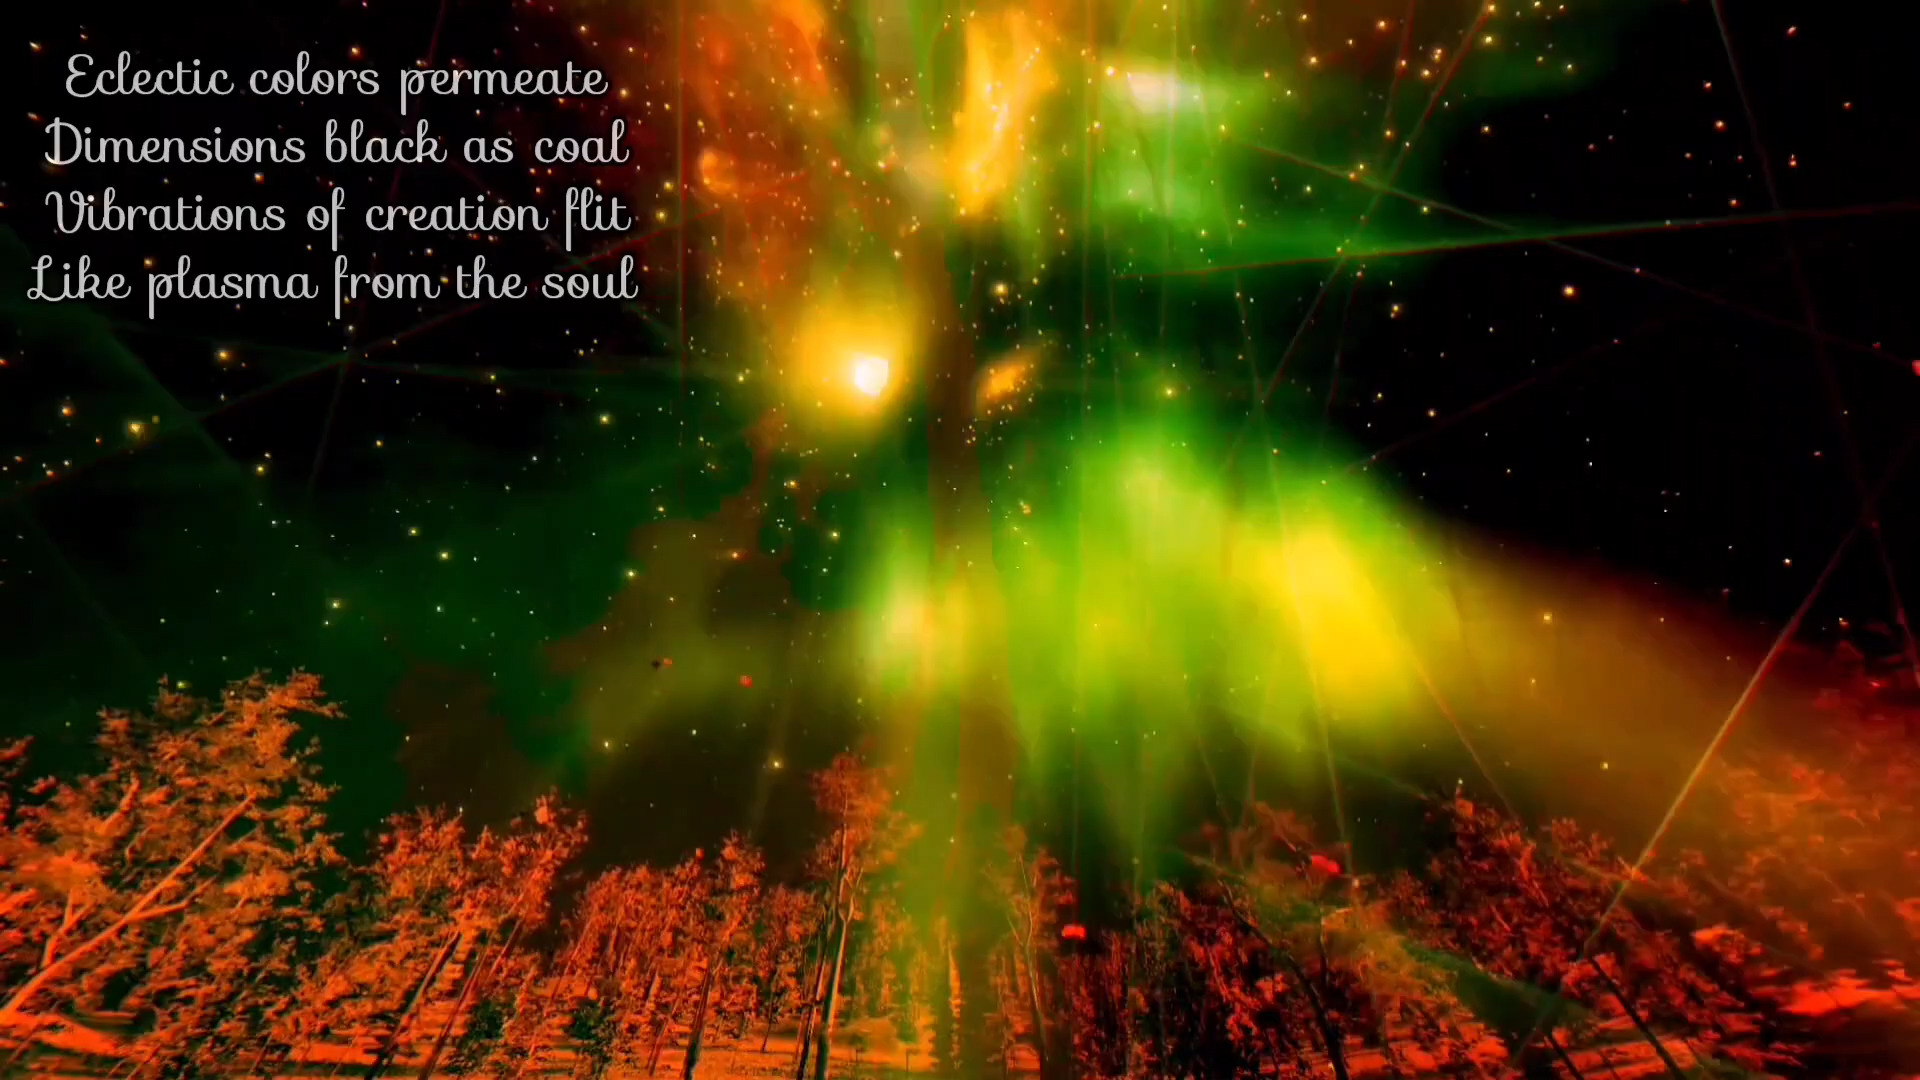 Eclectic colors permeate
Dimensions black as coal
Vibrations of creation flit
Like plasma from the soul